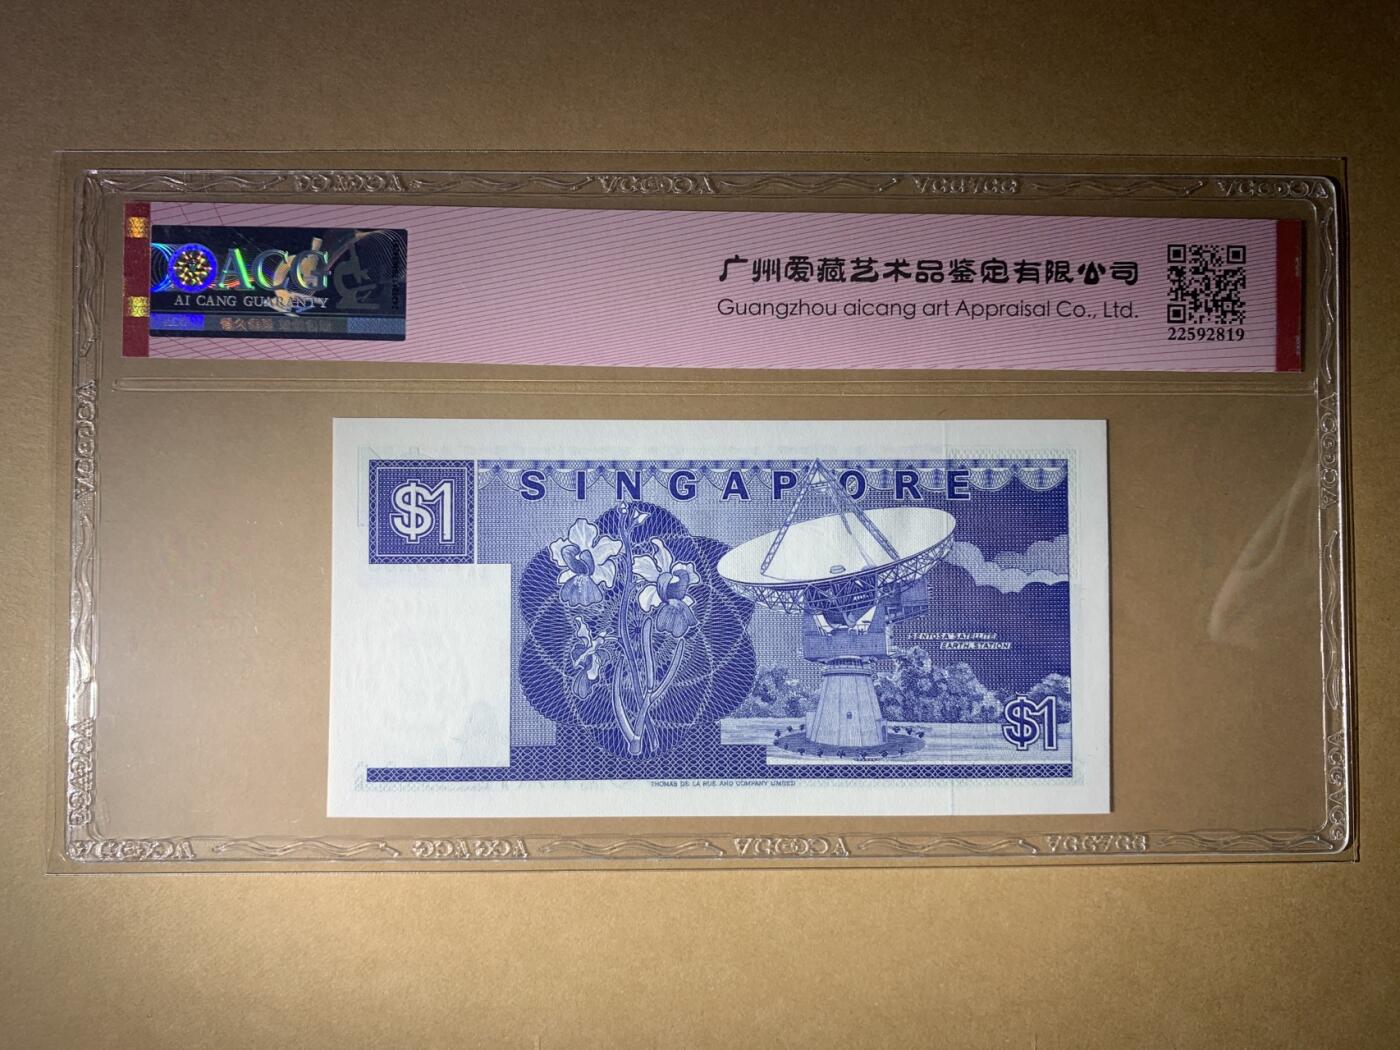 ACG
AI CANG GUARANTY
广州爱藏艺术品鉴定有限公司
Guangzhou aicang art Appraisal Co., Ltd.
22592819
$1
SINGAPORE
SENTOSA SATELLITE
EARTH STATION
$1
THOMAS DE LA RUE AND COMPANY LIMITED